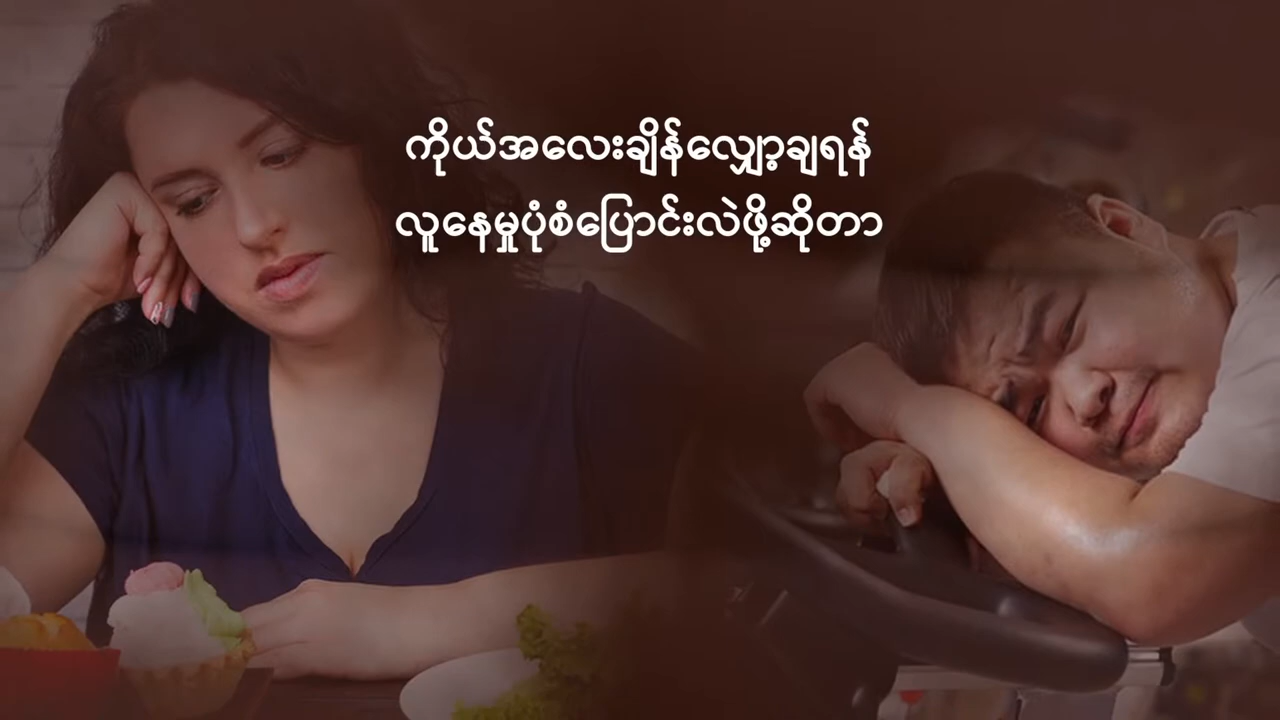 ကိုယ်အလေးချိန်လျှော့ချရန်
လူနေမှုပုံစံပြောင်းလဲဖို့ဆိုတာ